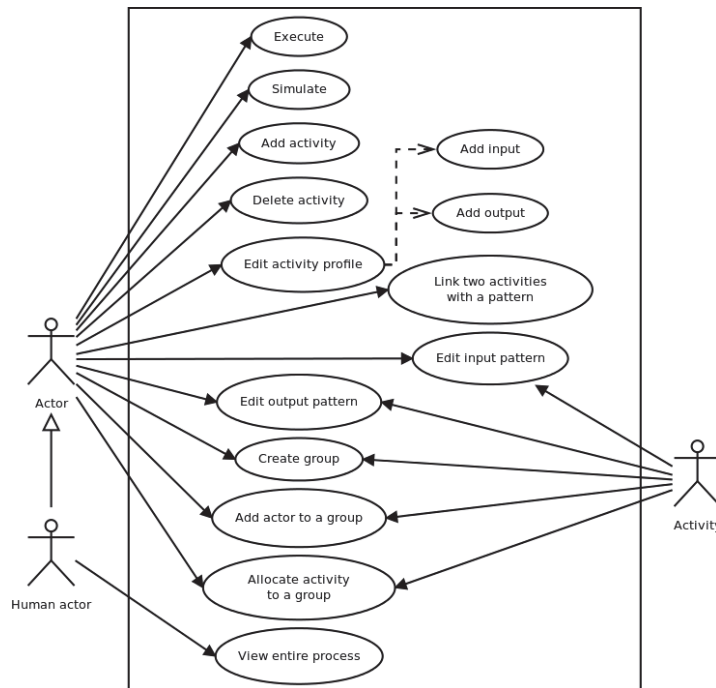 Execute
Simulate
Add activity
Add input
Delete activity
Add output
Edit activity profile
Link two activities
with a pattern
Edit input pattern
Actor
Edit output pattern
Create group
Add actor to a group
Activity
Allocate activity
to a group
Human actor
View entire process